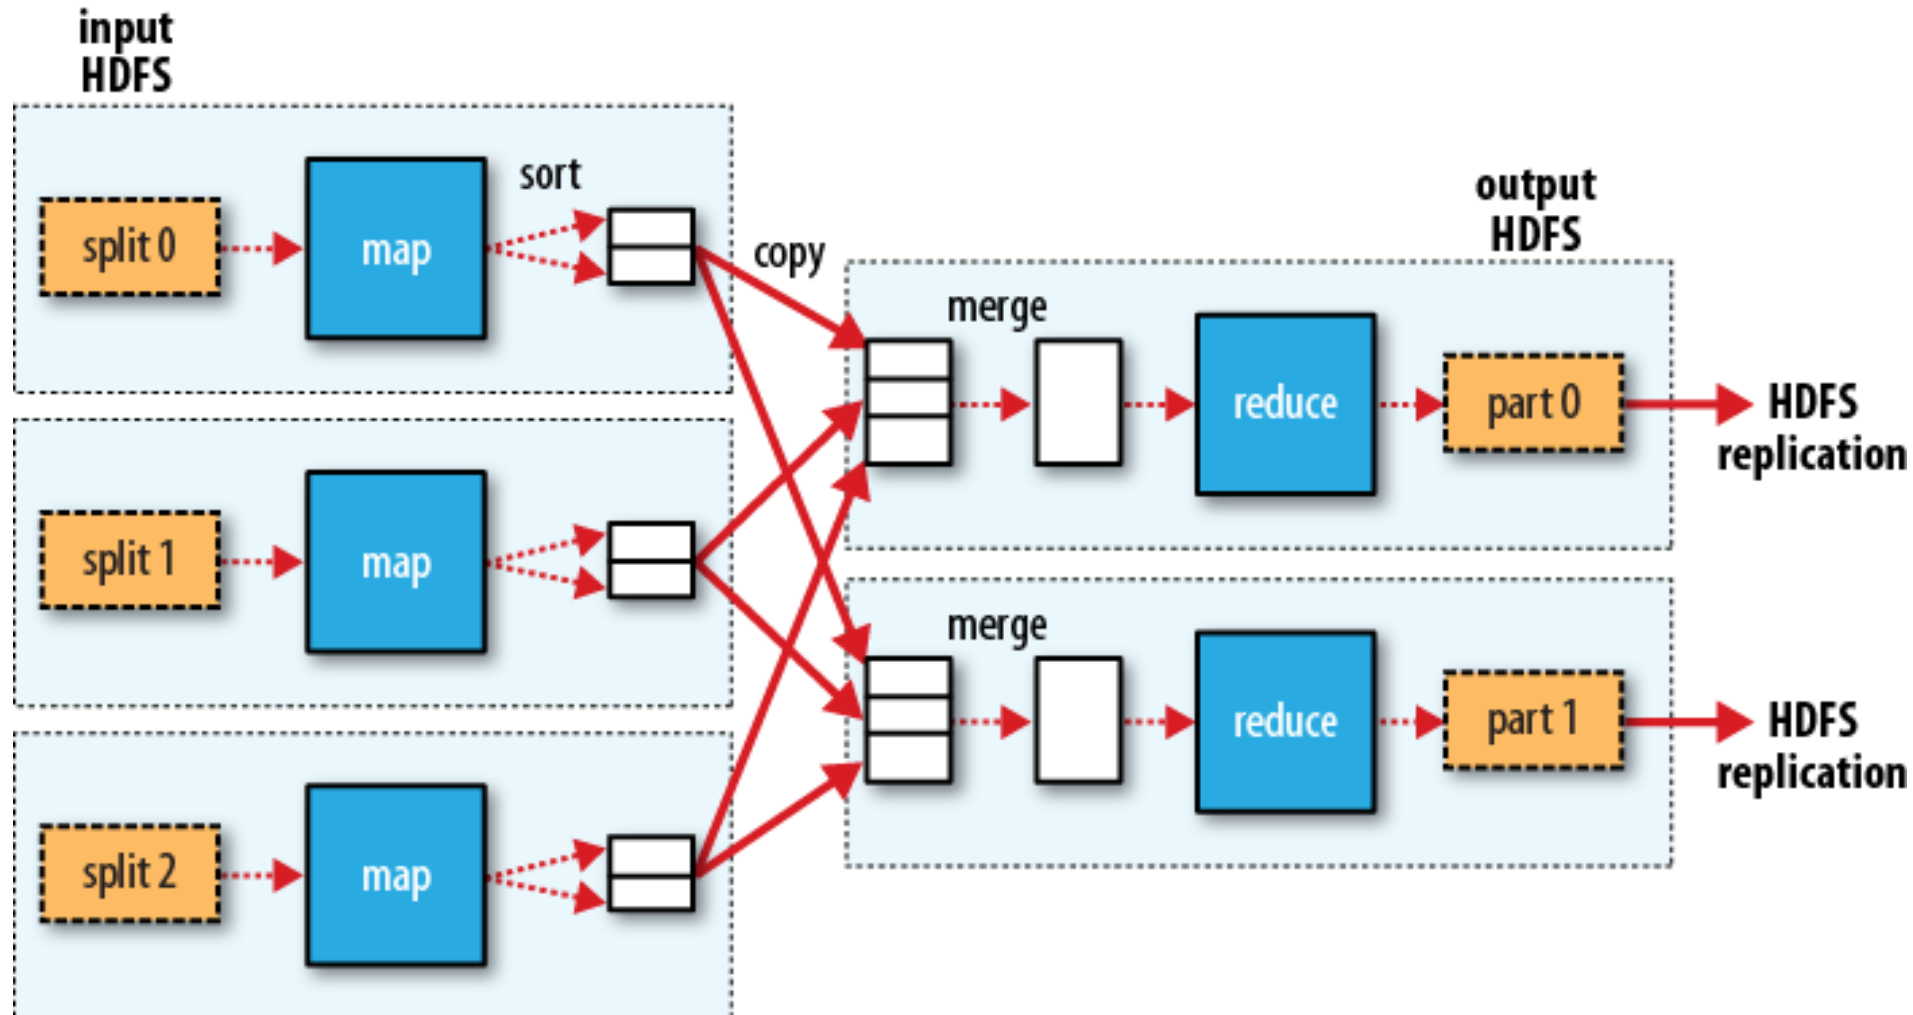 input
HDFS
split 0
map
sort
copy
split 1
map
split 2
map
output
HDFS
merge
reduce
part 0
HDFS
replication
merge
reduce
part 1
HDFS
replication